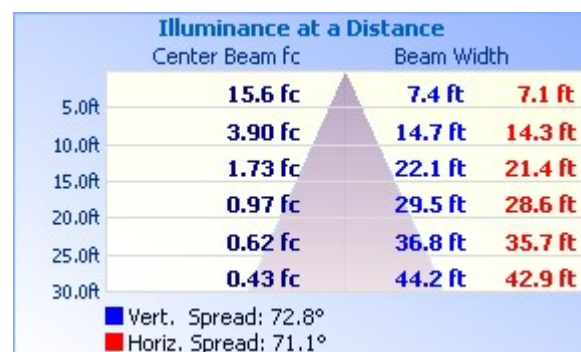 Illuminance at a Distance
Center Beam fc Beam Width
5.0ft 15.6 fc 7.4 ft 7.1 ft
10.0ft 3.90 fc 14.7 ft 14.3 ft
15.0ft 1.73 fc 22.1 ft 21.4 ft
20.0ft 0.97 fc 29.5 ft 28.6 ft
25.0ft 0.62 fc 36.8 ft 35.7 ft
30.0ft 0.43 fc 44.2 ft 42.9 ft
Vert. Spread: 72.8°
Horiz. Spread: 71.1°